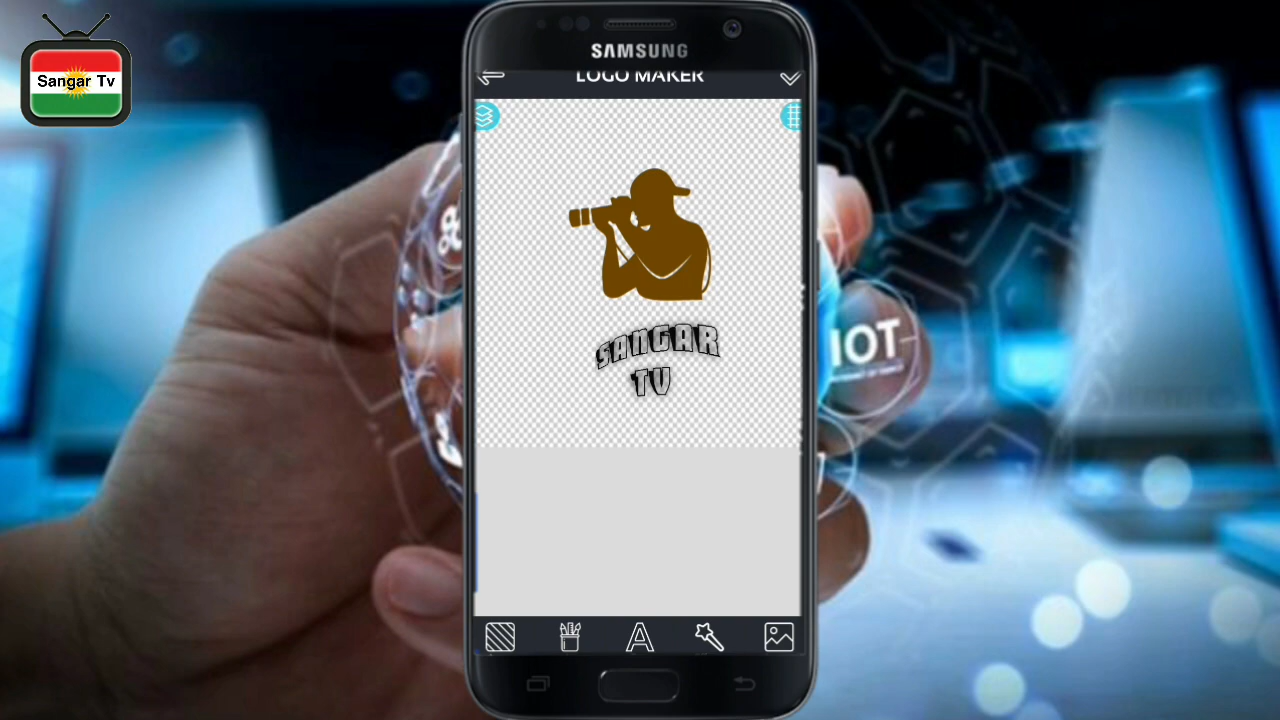 Sangar Tv
SAMSUNG
LOGO MAKER
SANGAR
TV
IOT